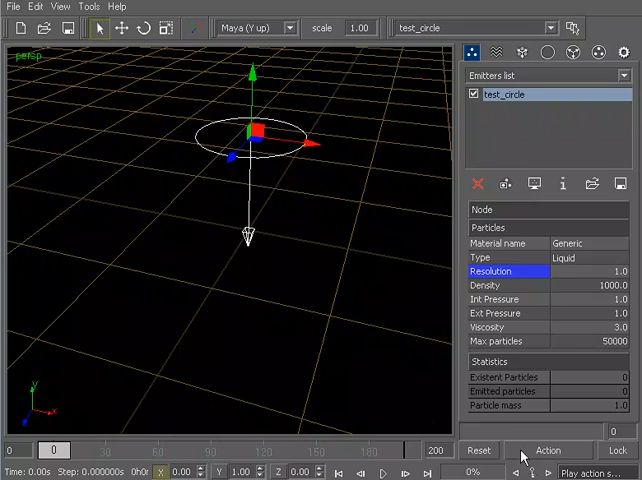 File Edit View Tools Help
Maya (Y up) scale 1.00 test_circle
persp
Emitters list
test_circle
Node
Particles
Material name Generic
Type Liquid
Resolution 1.0
Density 1000.0
Int Pressure 1.0
Ext Pressure 1.0
Viscosity 3.0
Max particles 50000
Statistics
Existent Particles 0
Emitted particles 0
Particle mass 1.0
y
x
0
0 0 30 60 90 120 150 180 200 Reset Action Lock
Time: 0.00s Step: 0.000000s 0h0 X 0.00 Y 1.00 Z 0.00 0% Play action s...